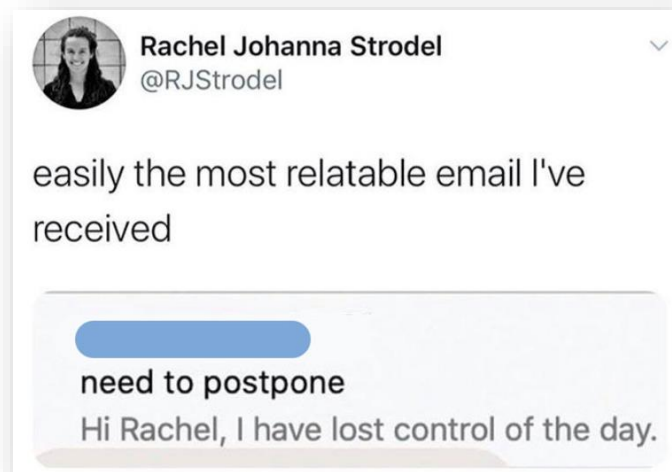 Rachel Johanna Strodel
@RJStrodel
easily the most relatable email I've
received
need to postpone
Hi Rachel, I have lost control of the day.